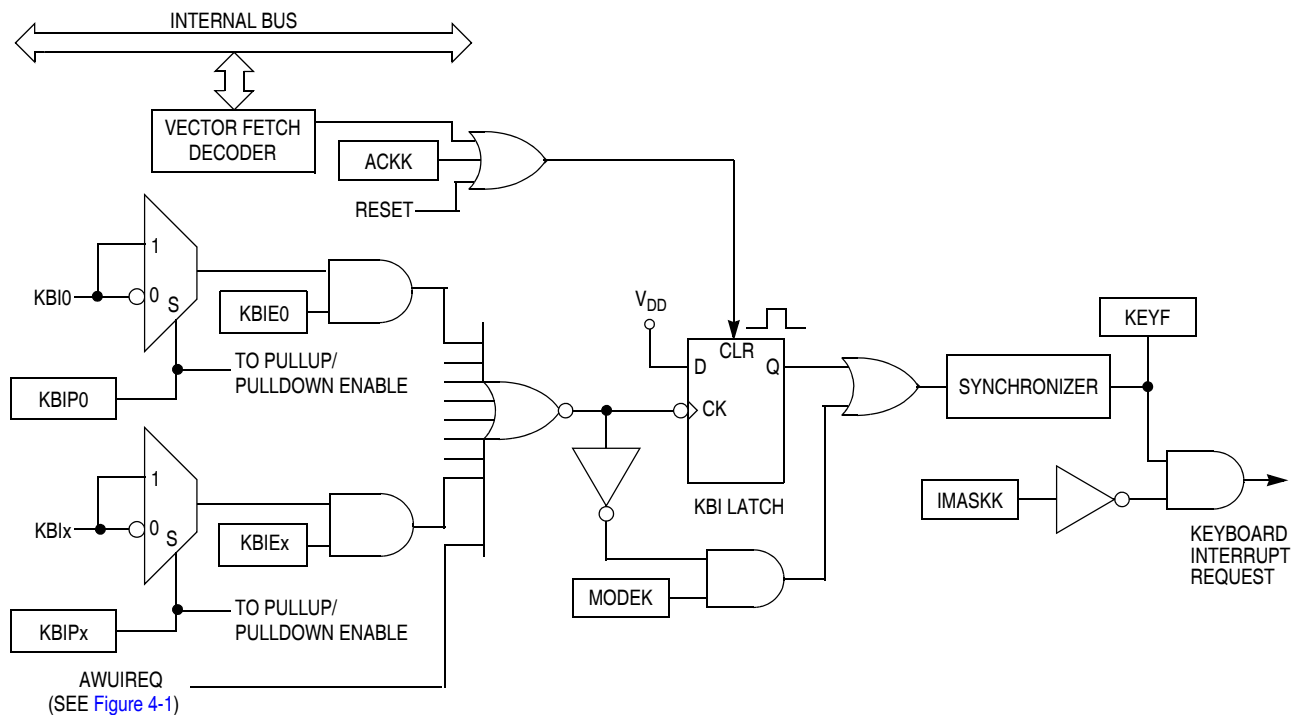 INTERNAL BUS
VECTOR FETCH
DECODER
ACKK
RESET
1
KBI0
0
S
KBIE0
TO PULLUP/
PULLDOWN ENABLE
KBIP0
VDD
CLR
D
Q
CK
KBI LATCH
KEYF
SYNCHRONIZER
IMASKK
KEYBOARD
INTERRUPT
REQUEST
1
KBIx
0
S
KBIEx
MODEK
TO PULLUP/
PULLDOWN ENABLE
KBIPx
AWUIREQ
(SEE Figure 4-1)